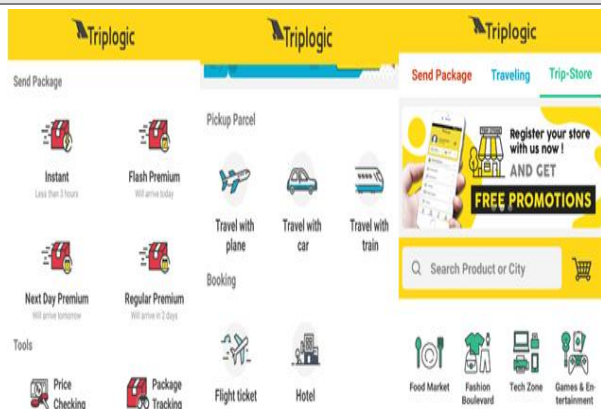 Triplogic
Send Package
Instant
Less than 3 hours
Flash Premium
Will arrive today
Next Day Premium
Will arrive tomorrow
Regular Premium
Will arrive in 2 days
Tools
Price
Checking
Package
Tracking
Triplogic
Pickup Parcel
Travel with
plane
Travel with
car
Travel with
train
Booking
Flight ticket
Hotel
Triplogic
Send Package Traveling Trip-Store
Register your store
with us now !
AND GET
FREE PROMOTIONS
Search Product or City
Food Market
Fashion
Boulevard
Tech Zone
Games & En-
tertainment